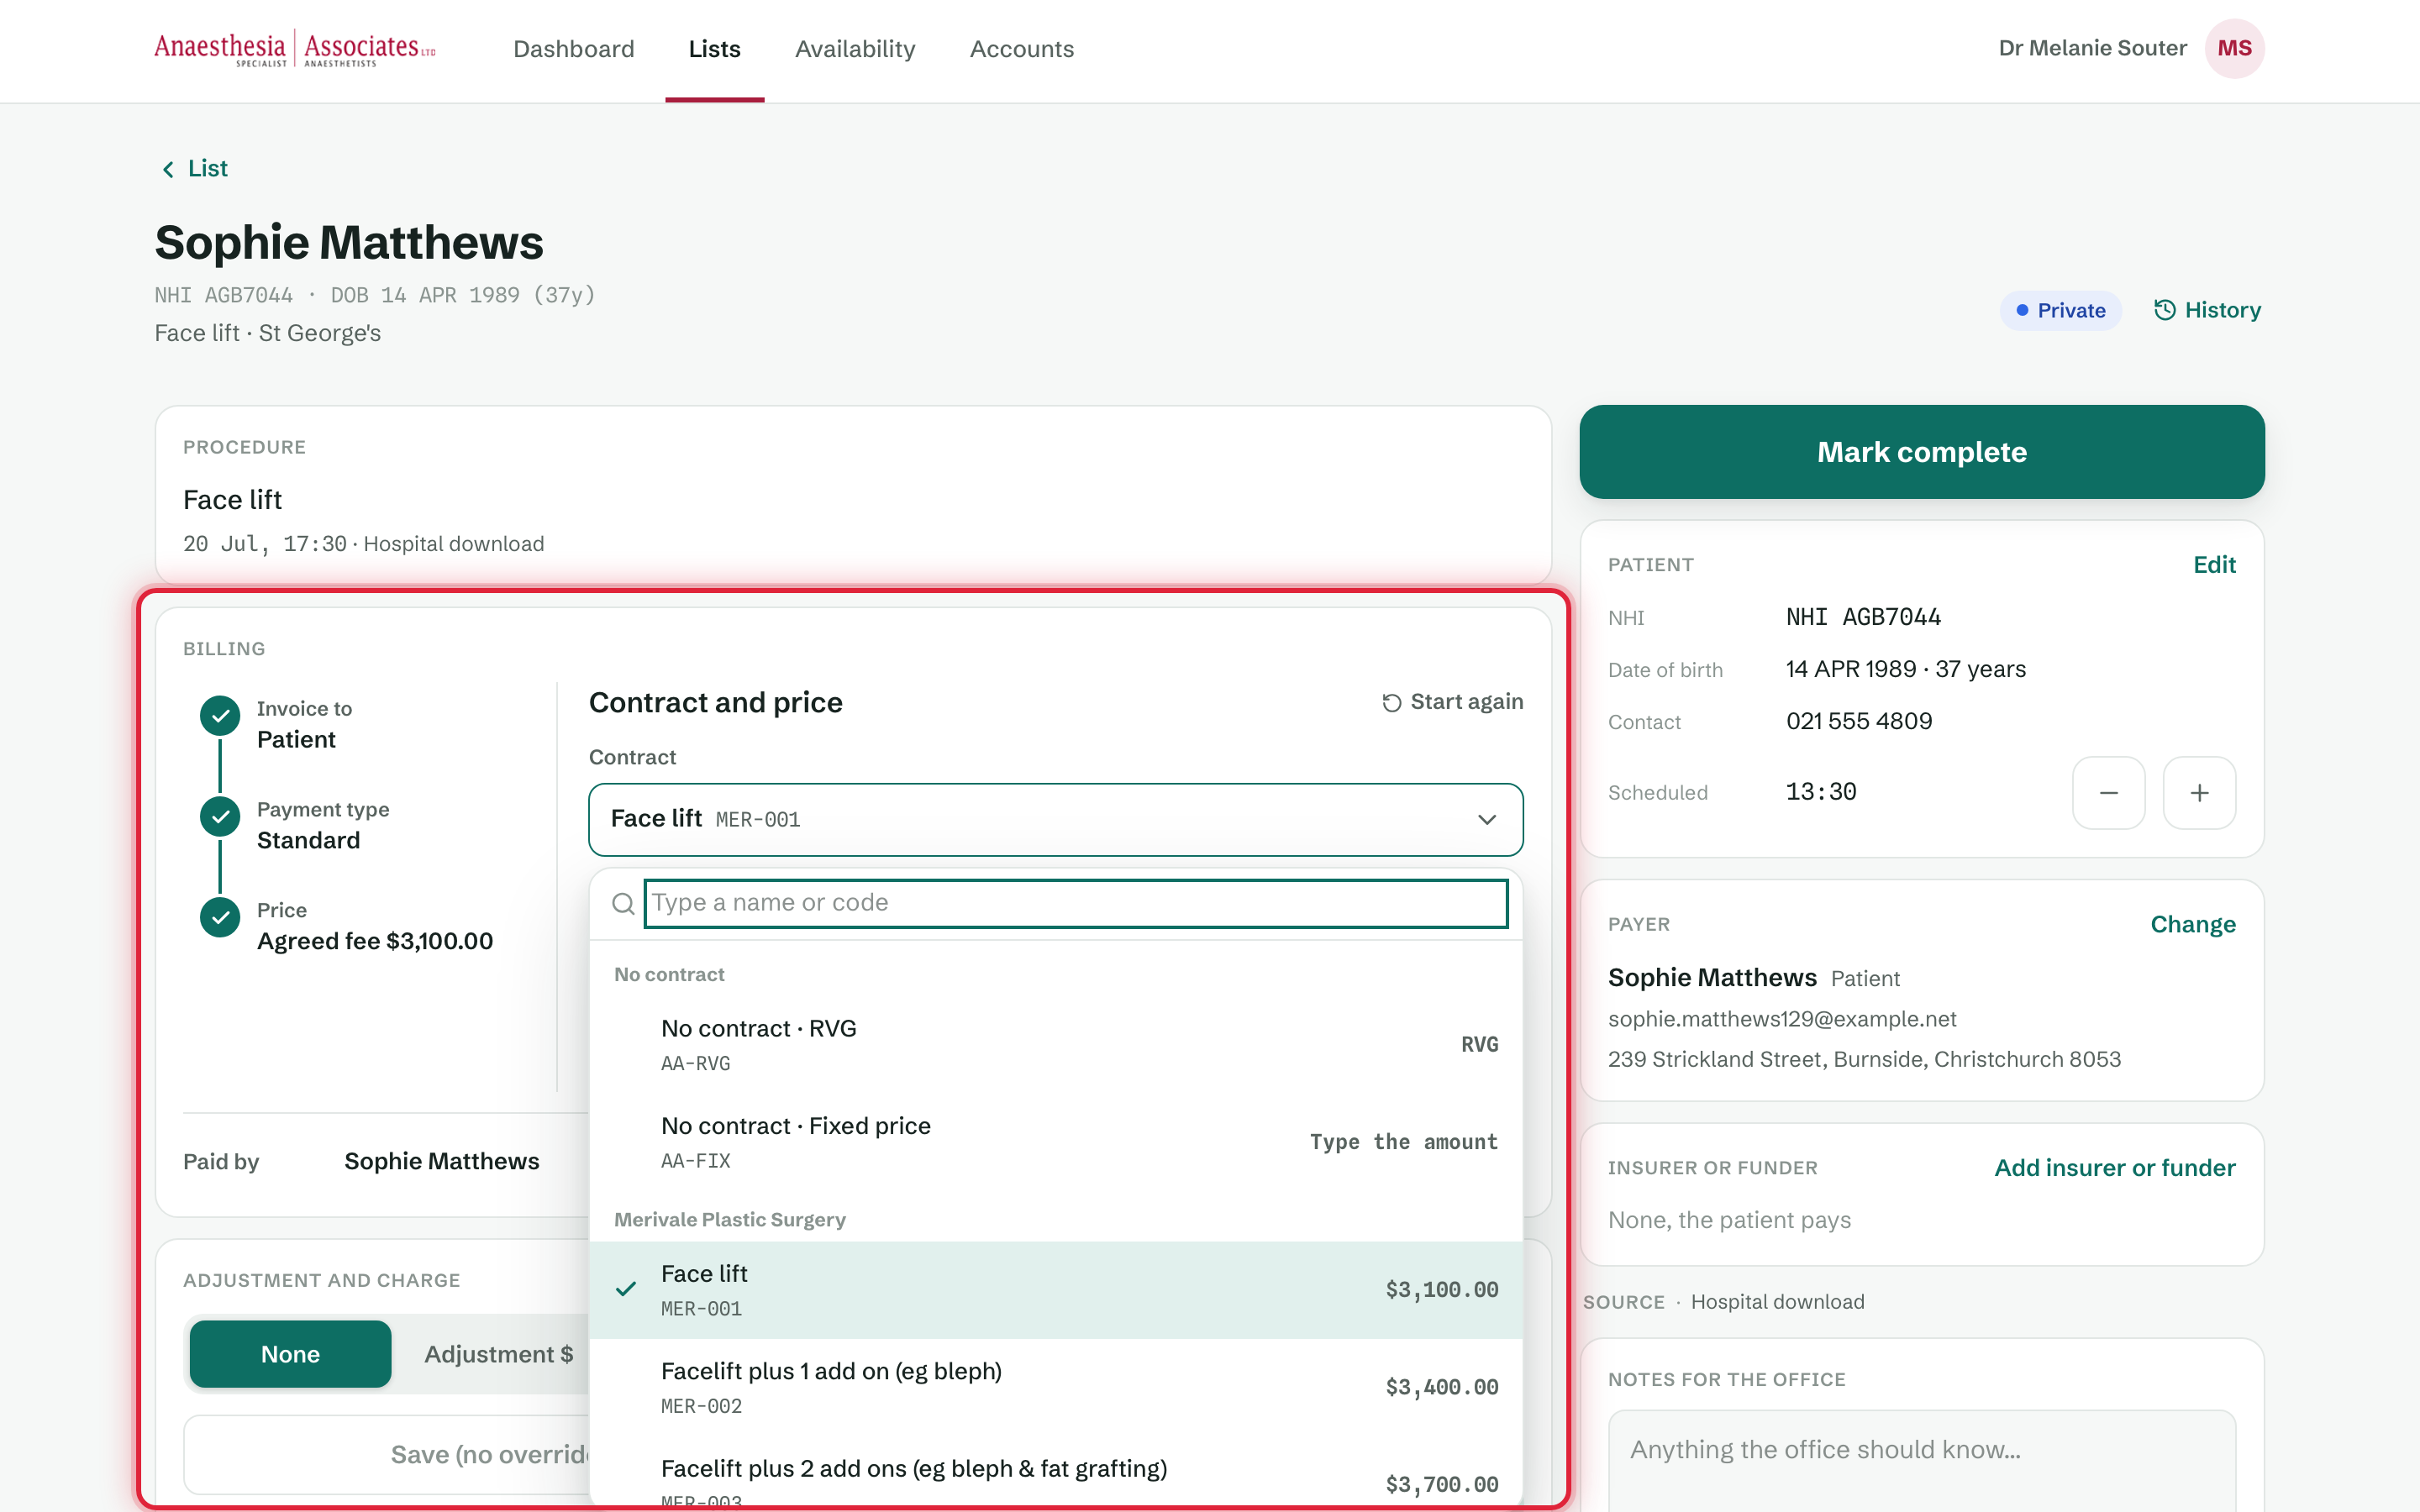 Anaesthesia | Associates LTD
SPECIALIST ANAESTHETISTS
Dashboard
Lists
Availability
Accounts
Dr Melanie Souter
MS
List
Sophie Matthews
NHI AGB7044 · DOB 14 APR 1989 (37y)
Face lift · St George's
Private
History
PROCEDURE
Face lift
20 Jul, 17:30 · Hospital download
BILLING
Invoice to
Patient
Payment type
Standard
Price
Agreed fee $3,100.00
Contract and price
Start again
Contract
Face lift MER-001
Type a name or code
No contract
No contract · RVG
AA-RVG
RVG
No contract · Fixed price
AA-FIX
Type the amount
Merivale Plastic Surgery
Face lift
MER-001
$3,100.00
Facelift plus 1 add on (eg bleph)
MER-002
$3,400.00
Facelift plus 2 add ons (eg bleph & fat grafting)
MER-003
$3,700.00
Paid by
Sophie Matthews
ADJUSTMENT AND CHARGE
None
Adjustment $
Save (no override
Mark complete
PATIENT
Edit
NHI
NHI AGB7044
Date of birth
14 APR 1989 · 37 years
Contact
021 555 4809
Scheduled
13:30
PAYER
Change
Sophie Matthews Patient
sophie.matthews129@example.net
239 Strickland Street, Burnside, Christchurch 8053
INSURER OR FUNDER
Add insurer or funder
None, the patient pays
SOURCE · Hospital download
NOTES FOR THE OFFICE
Anything the office should know...